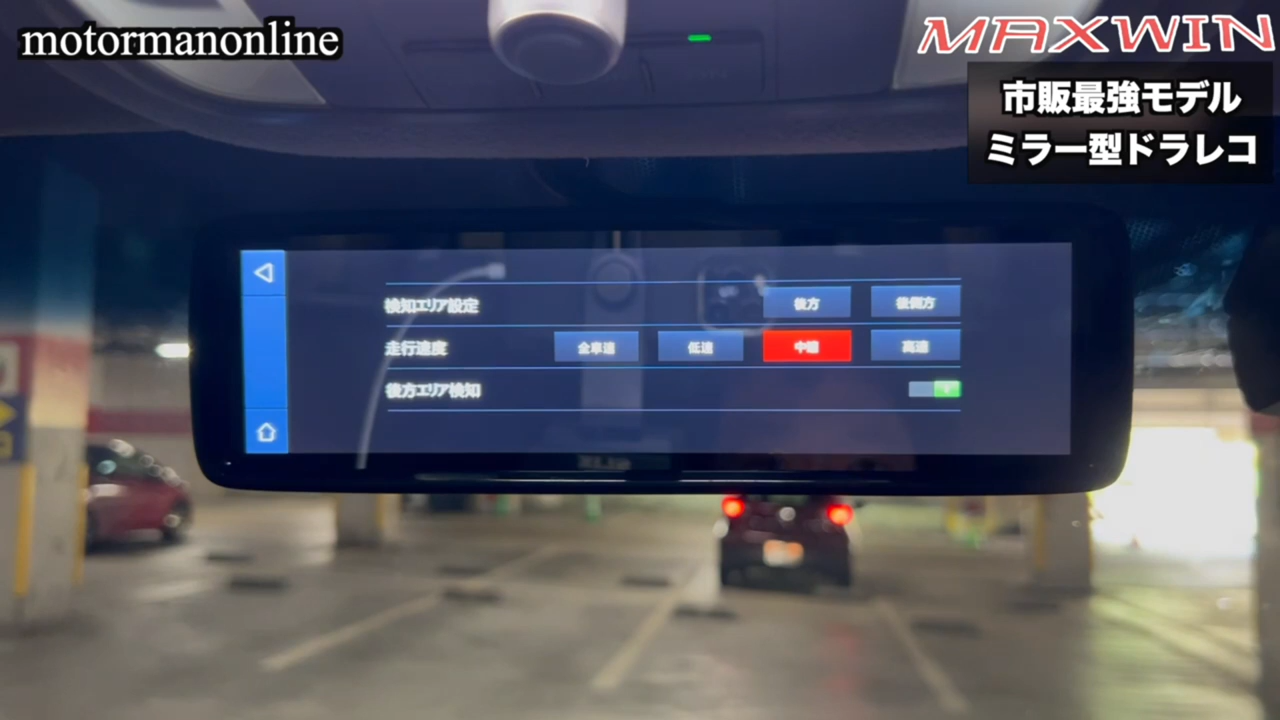 motormanonline
MAXWIN
市販最強モデル
ミラー型ドラレコ
検知エリア設定 後方 後側方
走行速度 全車速 低速 中速 高速
後方エリア検知